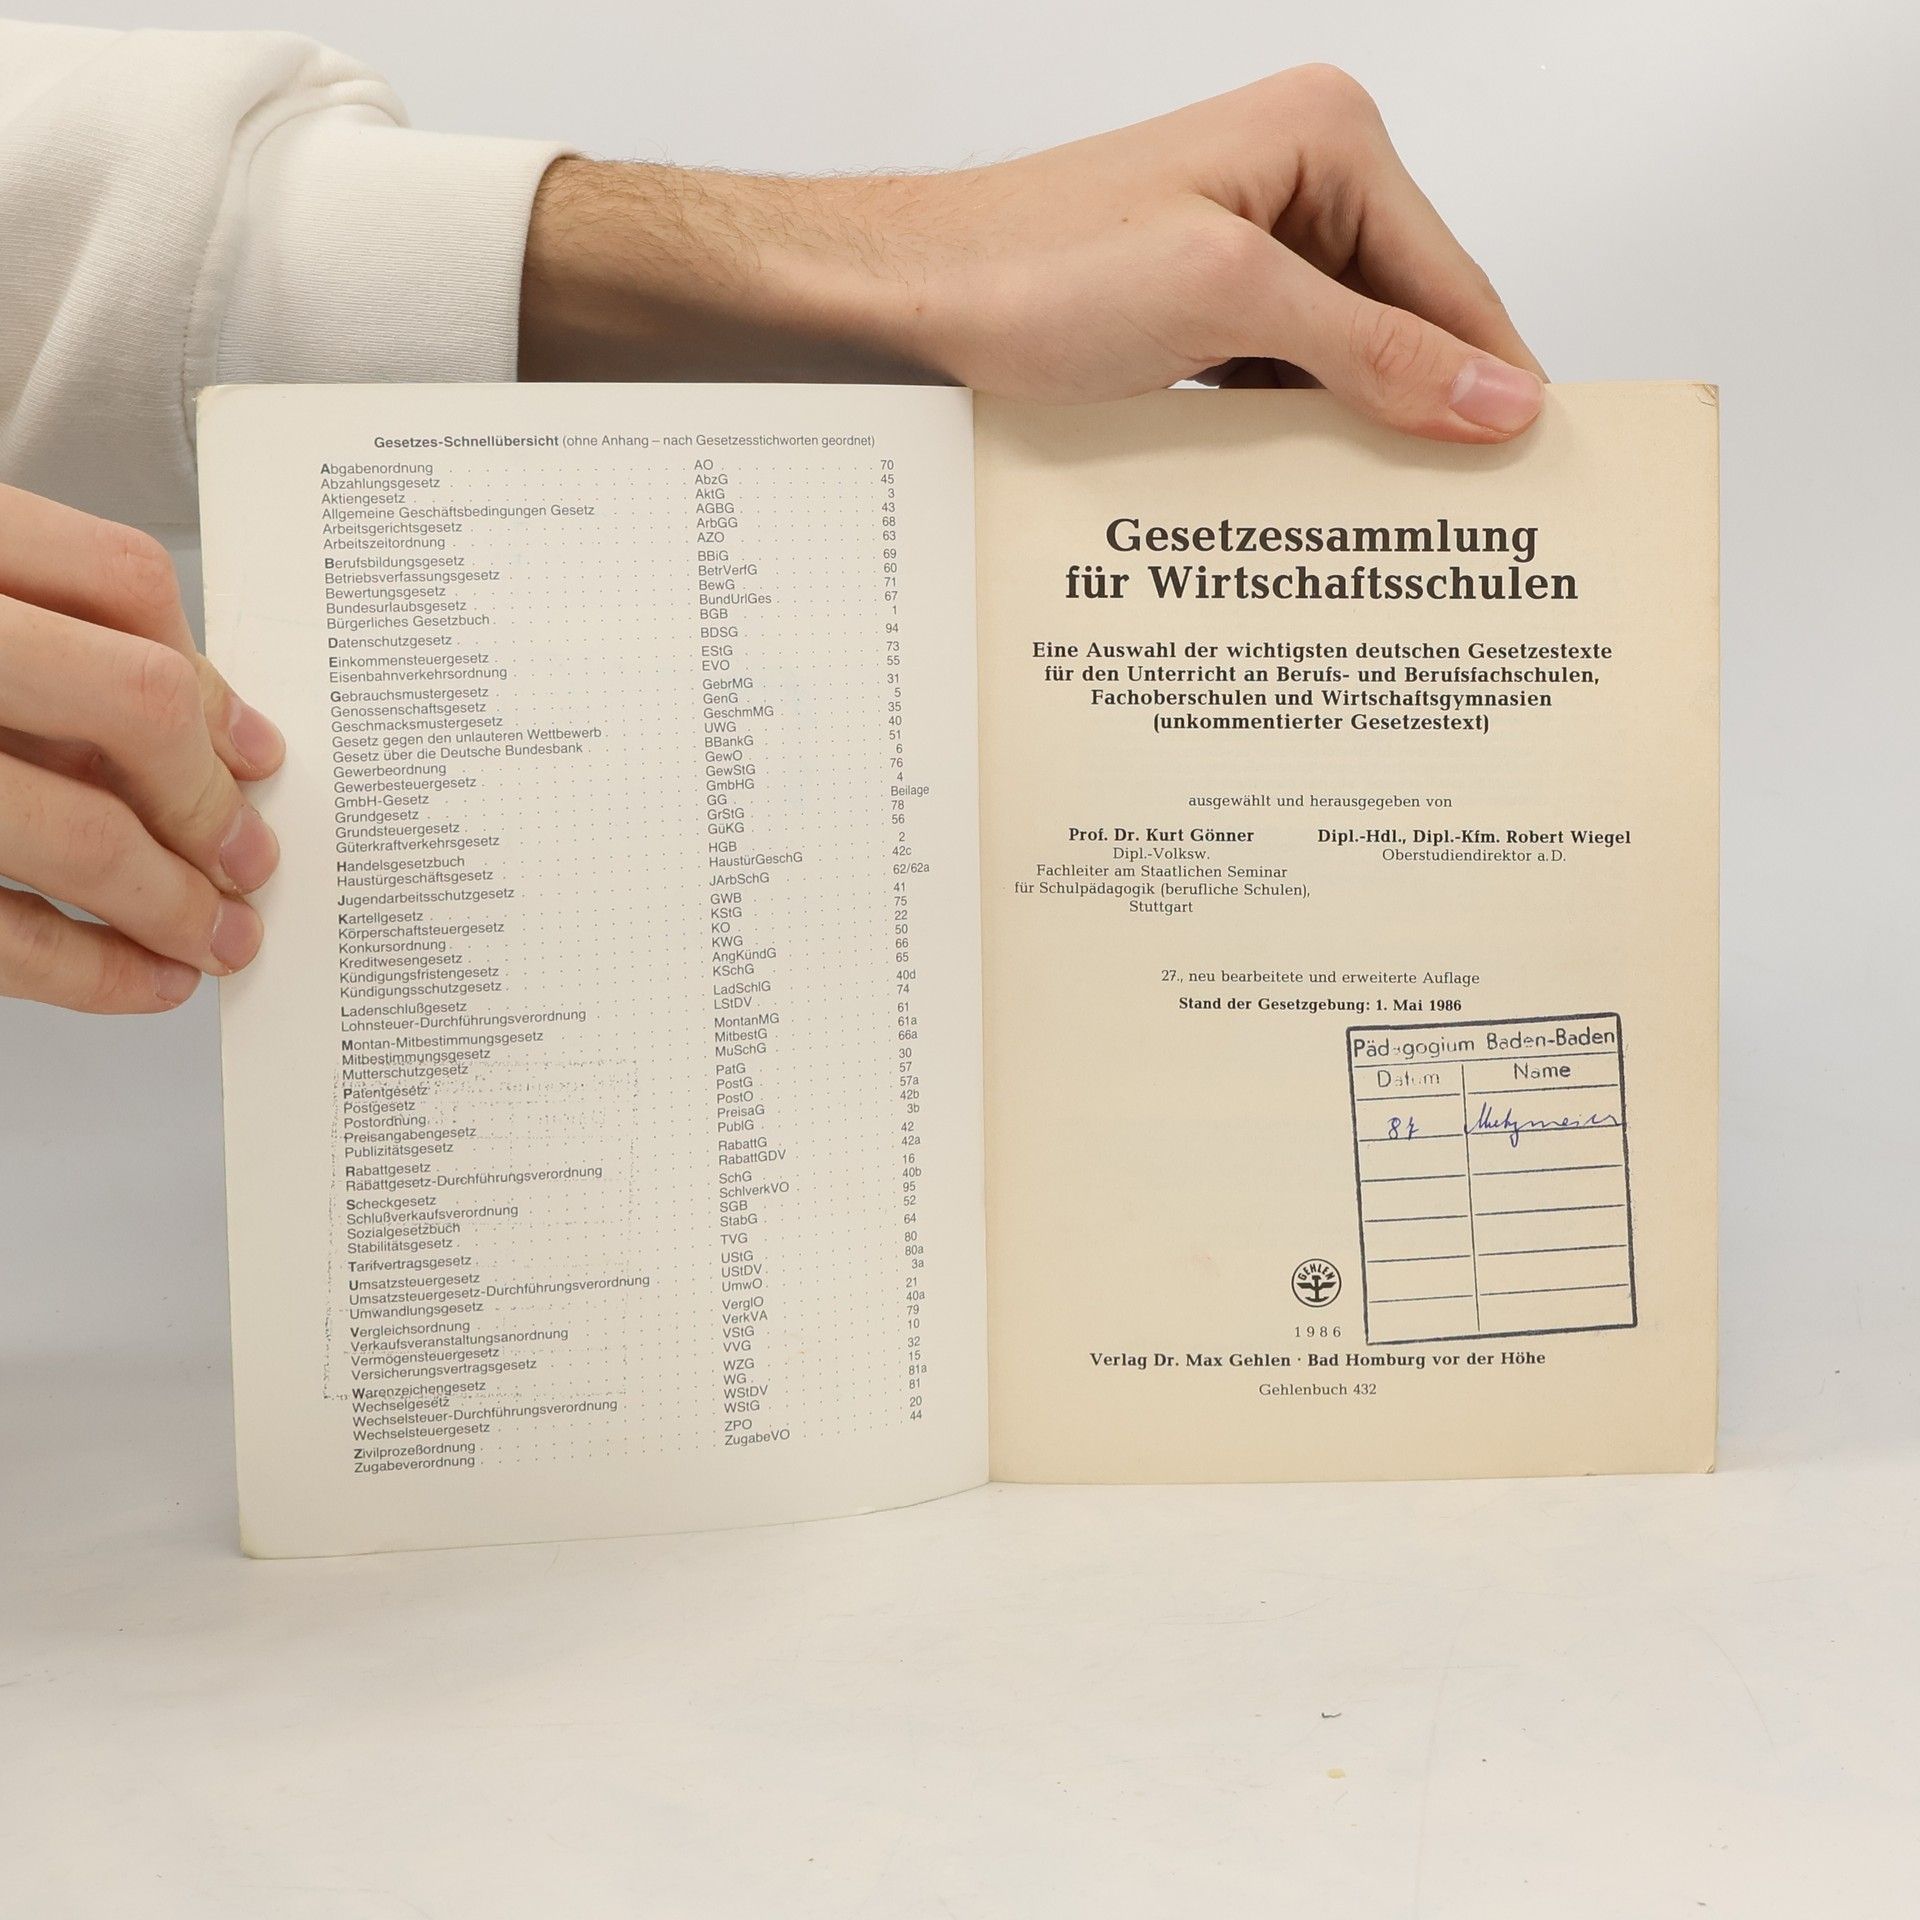 Gesetzes-Schnellübersicht (ohne Anhang – nach Gesetzesstichworten geordnet)
Abgabenordnung AO 70
Abzahlungsgesetz AbzG 45
Aktiengesetz AktG 3
Allgemeine Geschäftsbedingungen Gesetz AGBG 43
Arbeitsgerichtsgesetz ArbGG 68
Arbeitszeitordnung AZO 63
Berufsbildungsgesetz BBiG 69
Betriebsverfassungsgesetz BetrVerfG 60
Bewertungsgesetz BewG 71
Bundesurlaubsgesetz BundUrlGes 67
Bürgerliches Gesetzbuch BGB 1
Datenschutzgesetz BDSG 94
Einkommensteuergesetz EStG 73
Eisenbahnverkehrsordnung EVO 55
Gebrauchsmustergesetz GebrMG 31
Genossenschaftsgesetz GenG 5
Geschmacksmustergesetz GeschmMG 35
Gesetz gegen den unlauteren Wettbewerb UWG 40
Gesetz über die Deutsche Bundesbank BBankG 51
Gewerbeordnung GewO 6
Gewerbesteuergesetz GewStG 76
GmbH-Gesetz GmbHG 4
Grundgesetz GG Beilage
Grundsteuergesetz GrStG 78
Güterkraftverkehrsgesetz GüKG 56
Handelsgesetzbuch HGB 2
Haustürgeschäftsgesetz HaustürGeschG 42c
Jugendarbeitsschutzgesetz JArbSchG 62/62a
Kartellgesetz GWB 41
Körperschaftsteuergesetz KStG 75
Konkursordnung KO 22
Kreditwesengesetz KWG 50
Kündigungsfristengesetz AngKündG 66
Kündigungsschutzgesetz KSchG 65
Ladenschlußgesetz LadSchlG 40d
Lohnsteuer-Durchführungsverordnung LStDV 74
Montan-Mitbestimmungsgesetz MontanMG 61
Mitbestimmungsgesetz MitbestG 61a
Mutterschutzgesetz MuSchG 66a
Patentgesetz PatG 30
Postgesetz PostG 57
Postordnung PostO 57a
Preisangabengesetz PreisaG 42b
Publizitätsgesetz PublG 3b
Rabattgesetz RabattG 42
Rabattgesetz-Durchführungsverordnung RabattGDV 42a
Scheckgesetz SchG 16
Schlußverkaufsverordnung SchlverkVO 40b
Sozialgesetzbuch SGB 95
Stabilitätsgesetz StabG 52
Tarifvertragsgesetz TVG 64
Umsatzsteuergesetz UStG 80
Umsatzsteuergesetz-Durchführungsverordnung UStDV 80a
Umwandlungsgesetz UmwO 3a
Vergleichsordnung VerglO 21
Verkaufsveranstaltungsanordnung VerkVA 40a
Vermögensteuergesetz VStG 79
Versicherungsvertragsgesetz VVG 10
Warenzeichengesetz WZG 32
Wechselgesetz WG 15
Wechselsteuer-Durchführungsverordnung WStDV 81a
Wechselsteuergesetz WStG 81
Zivilprozeßordnung ZPO 20
Zugabeverordnung ZugabeVO 44
Gesetzessammlung
für Wirtschaftsschulen
Eine Auswahl der wichtigsten deutschen Gesetzestexte
für den Unterricht an Berufs- und Berufsfachschulen,
Fachoberschulen und Wirtschaftsgymnasien
(unkommentierter Gesetzestext)
ausgewählt und herausgegeben von
Prof. Dr. Kurt Gönner
Dipl.-Volksw.
Fachleiter am Staatlichen Seminar
für Schulpädagogik (berufliche Schulen),
Stuttgart
Dipl.-Hdl., Dipl.-Kfm. Robert Wiegel
Oberstudiendirektor a.D.
27., neu bearbeitete und erweiterte Auflage
Stand der Gesetzgebung: 1. Mai 1986
Pädagogium Baden-Baden
Datum Name
87
GEHLEN
1986
Verlag Dr. Max Gehlen · Bad Homburg vor der Höhe
Gehlenbuch 432